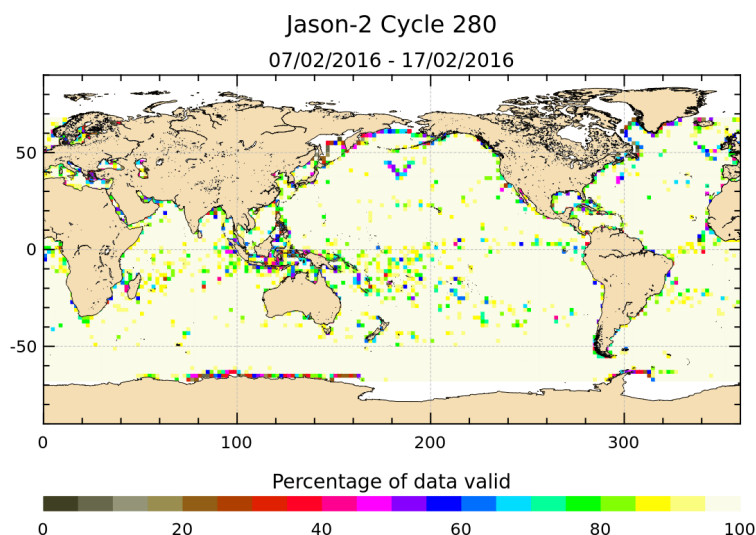 Jason-2 Cycle 280
07/02/2016 - 17/02/2016
50
0
-50
0 100 200 300
Percentage of data valid
0 20 40 60 80 100